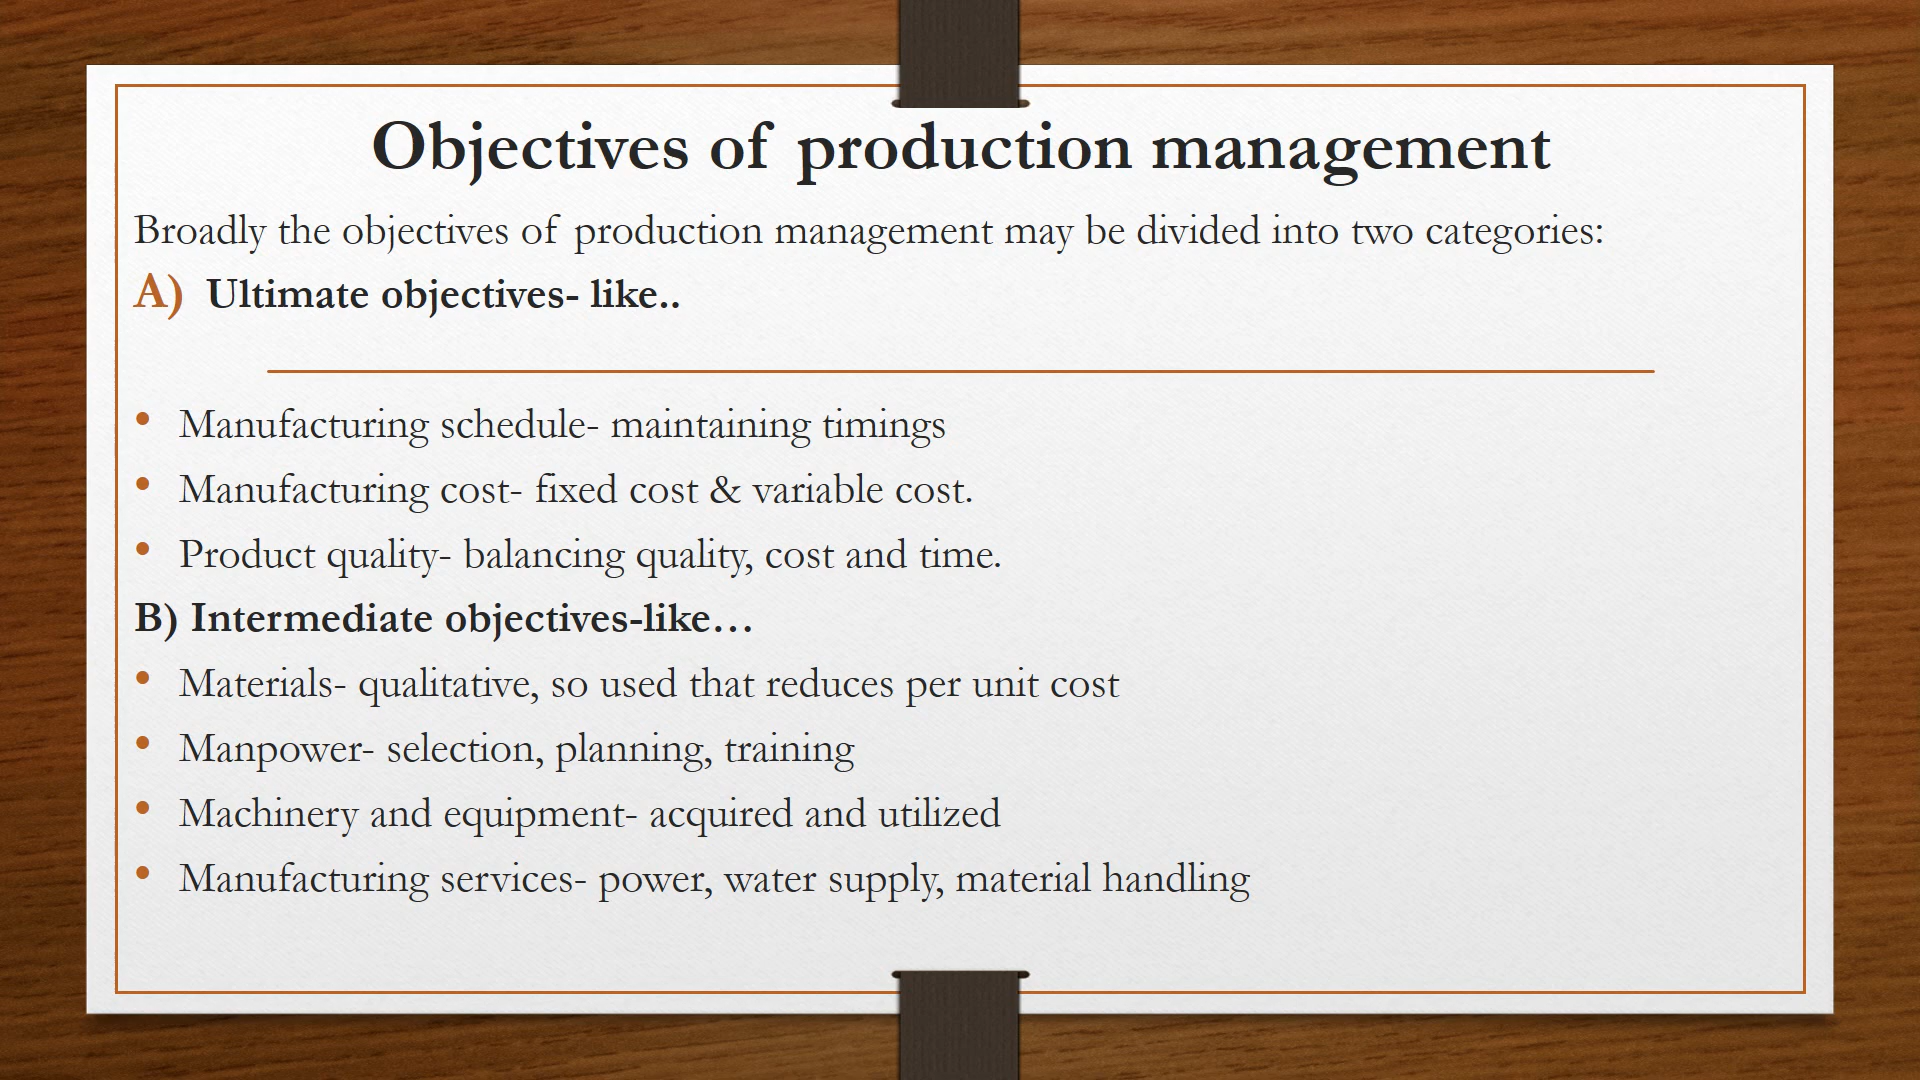 Objectives of production management
Broadly the objectives of production management may be divided into two categories:
A) Ultimate objectives- like..
• Manufacturing schedule- maintaining timings
• Manufacturing cost- fixed cost & variable cost.
• Product quality- balancing quality, cost and time.
B) Intermediate objectives-like…
• Materials- qualitative, so used that reduces per unit cost
• Manpower- selection, planning, training
• Machinery and equipment- acquired and utilized
• Manufacturing services- power, water supply, material handling